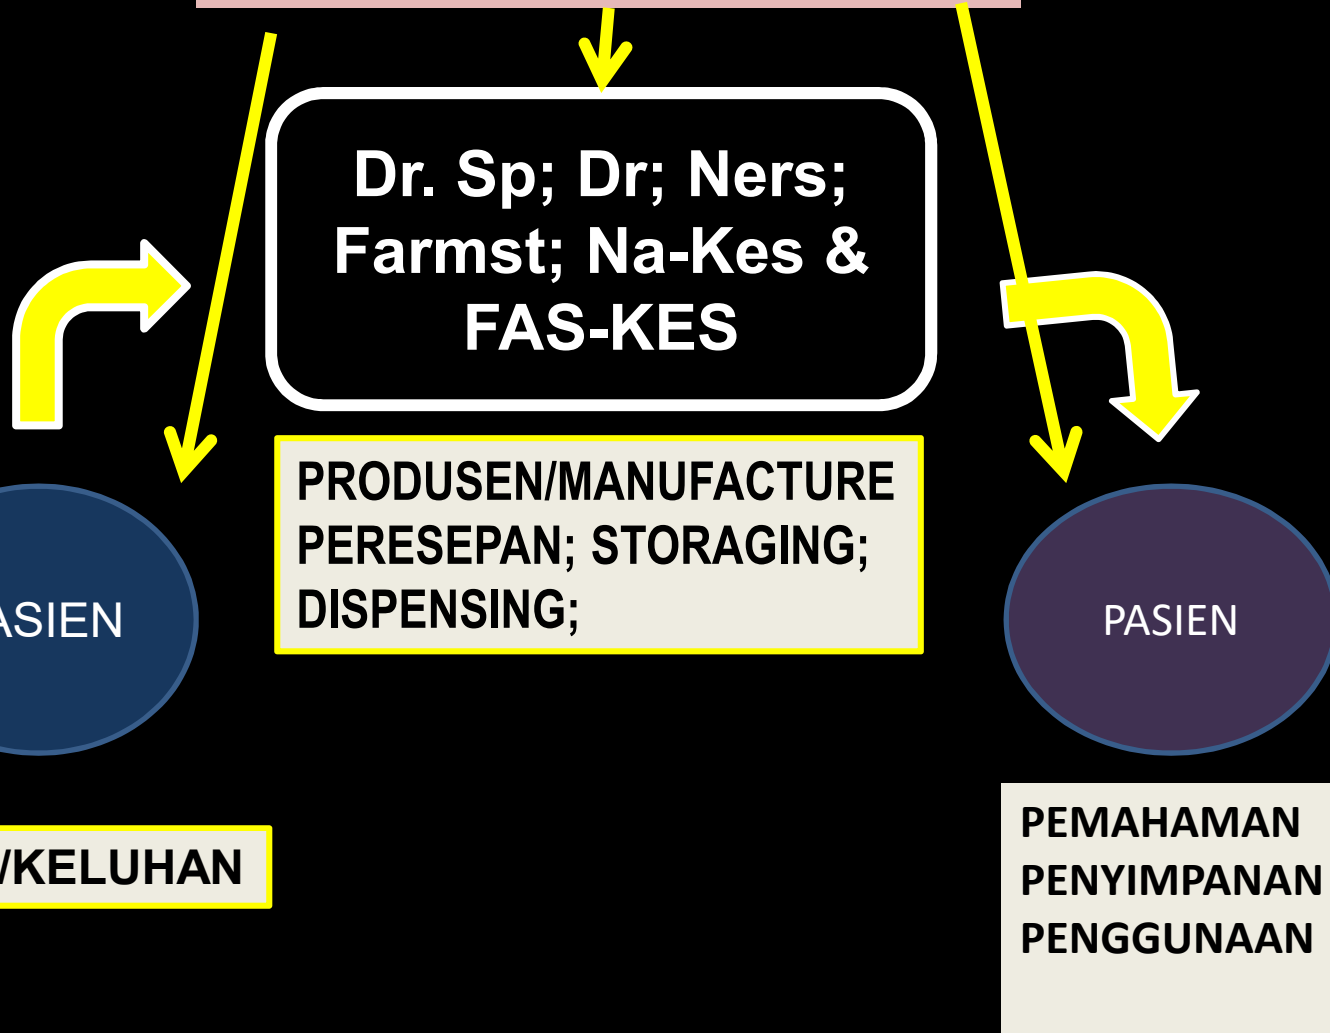 Dr. Sp; Dr; Ners;
Farmst; Na-Kes &
FAS-KES
PRODUSEN/MANUFACTURE
PERESEPAN; STORAGING;
DISPENSING;
ASIEN
PASIEN
/KELUHAN
PEMAHAMAN
PENYIMPANAN
PENGGUNAAN